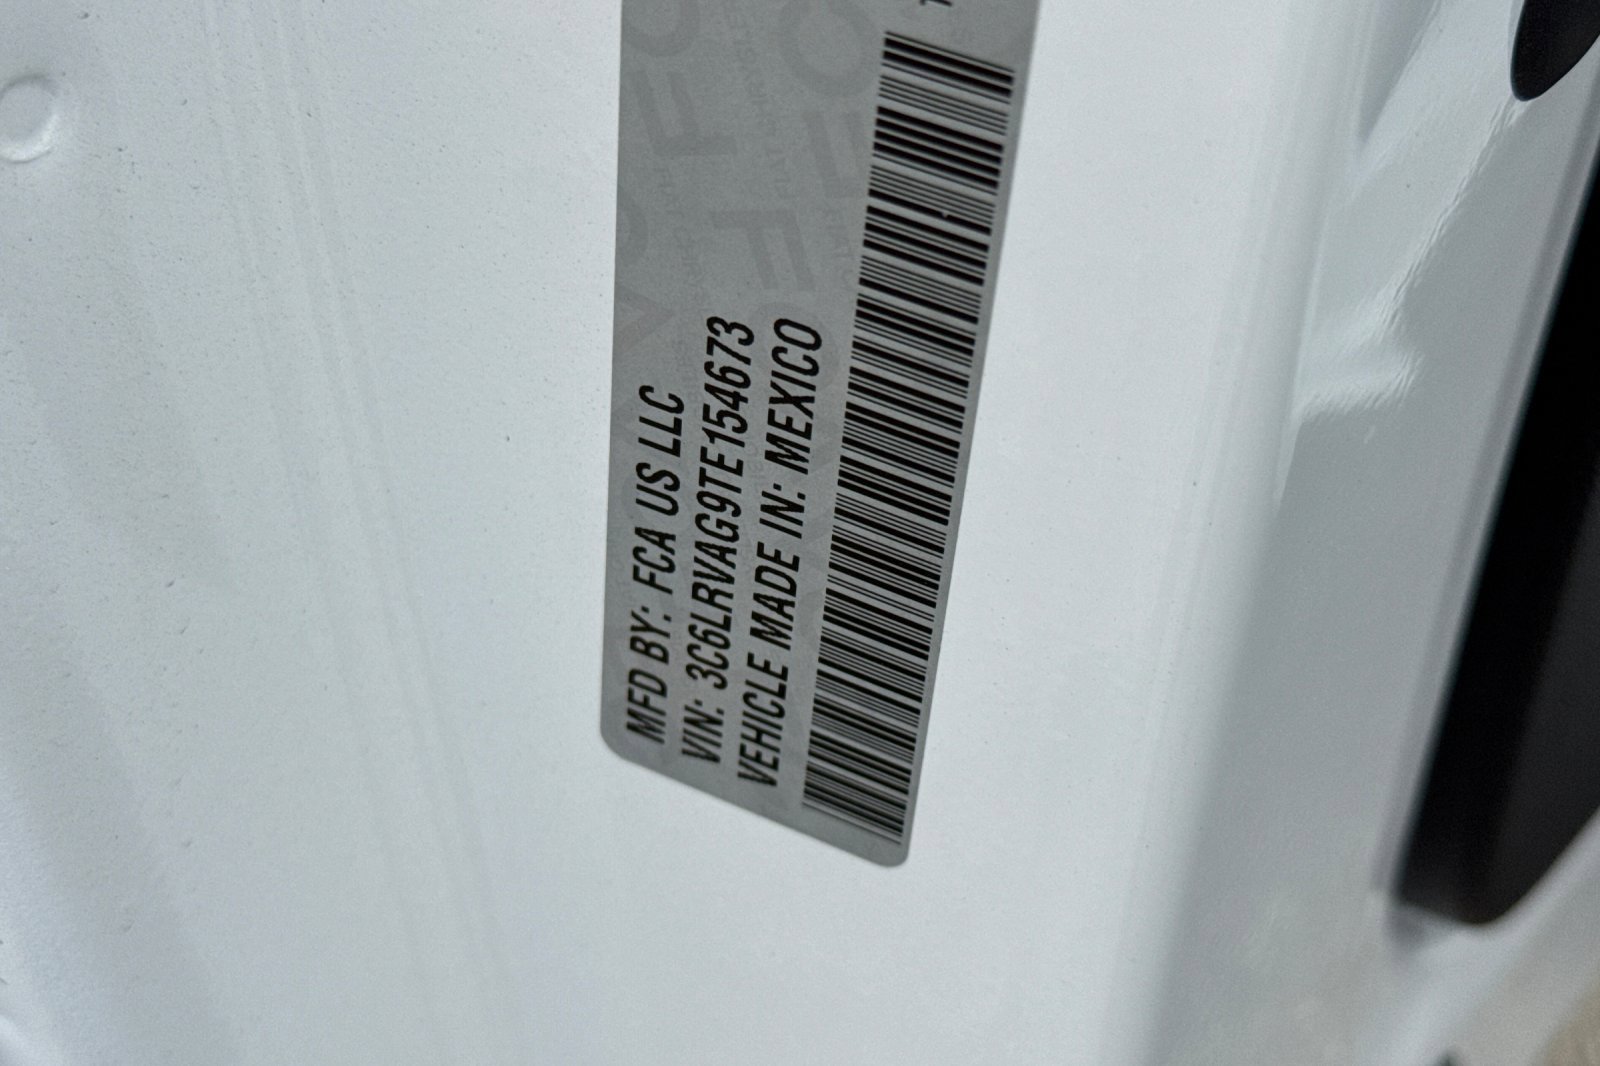 MFD BY: FCA US LLC
VIN: 3C6LRVAG9TE154673
VEHICLE MADE IN: MEXICO